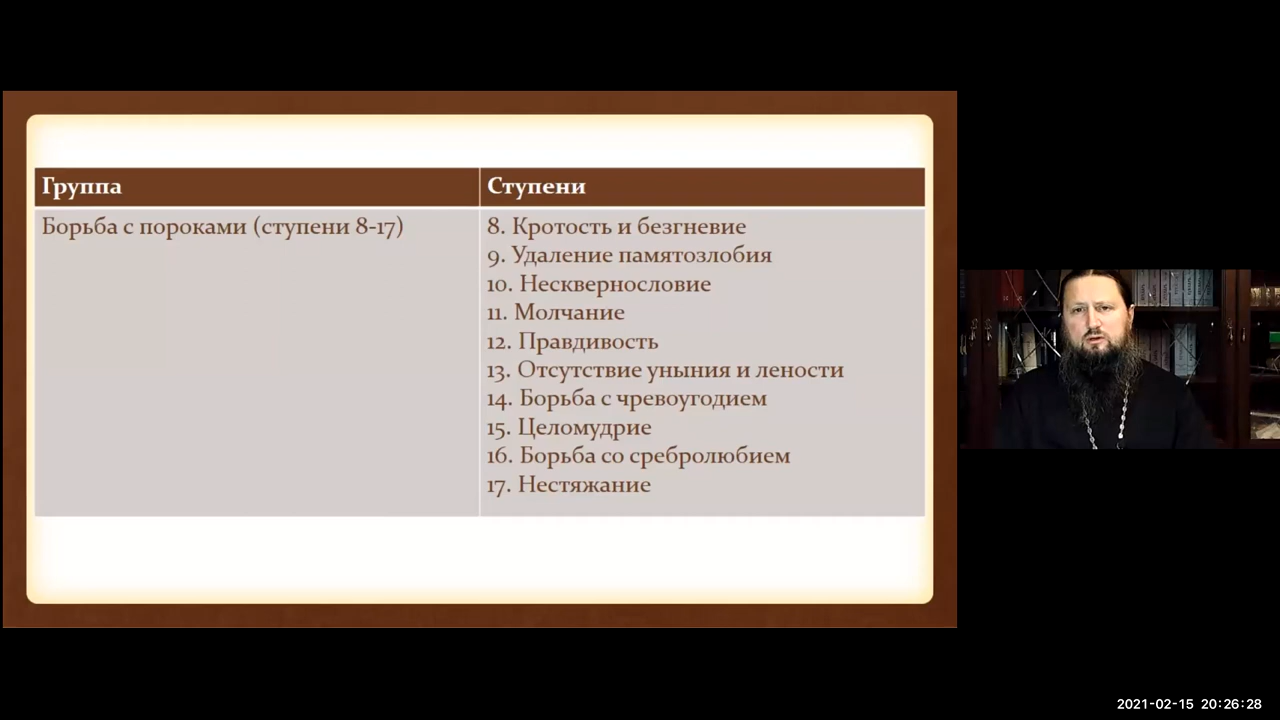 Группа
Ступени
Борьба с пороками (ступени 8-17)
8. Кротость и безгневие
9. Удаление памятозлобия
10. Несквернословие
11. Молчание
12. Правдивость
13. Отсутствие уныния и лености
14. Борьба с чревоугодием
15. Целомудрие
16. Борьба со сребролюбием
17. Нестяжание
2021-02-15 20:26:28